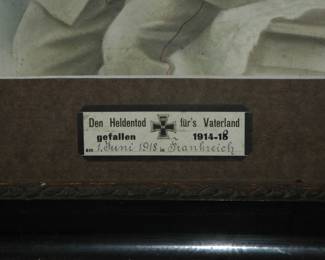 Den Heldentod für's Vaterland
gefallen 1914-18
am 1. Juni 1918 in Frankreich